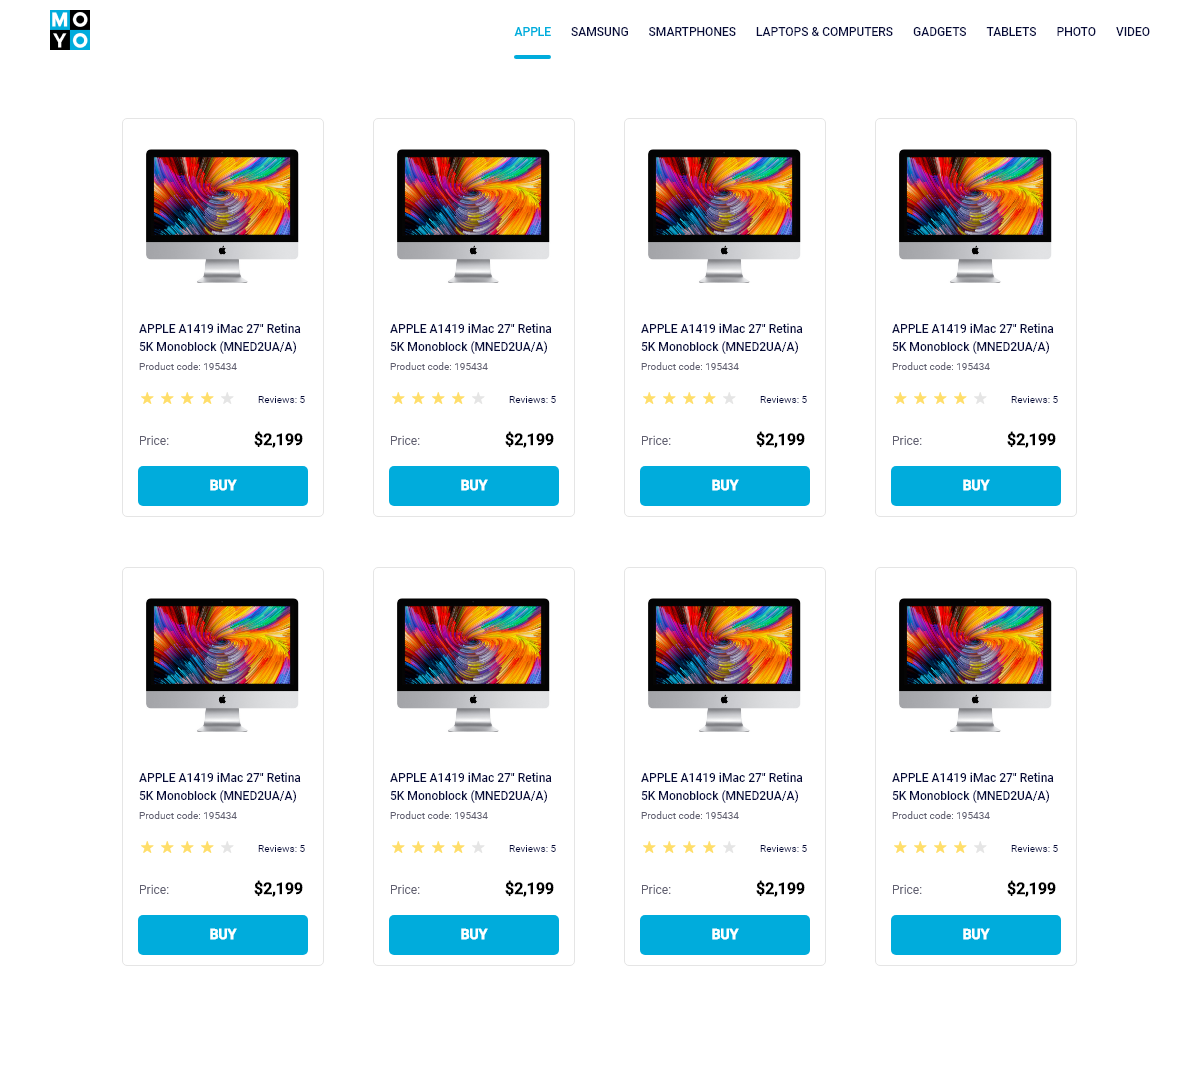 MO
YO
APPLE SAMSUNG SMARTPHONES LAPTOPS & COMPUTERS GADGETS TABLETS PHOTO VIDEO
APPLE A1419 iMac 27" Retina
5K Monoblock (MNED2UA/A)
Product code: 195434
Reviews: 5
Price: $2,199
BUY
APPLE A1419 iMac 27" Retina
5K Monoblock (MNED2UA/A)
Product code: 195434
Reviews: 5
Price: $2,199
BUY
APPLE A1419 iMac 27" Retina
5K Monoblock (MNED2UA/A)
Product code: 195434
Reviews: 5
Price: $2,199
BUY
APPLE A1419 iMac 27" Retina
5K Monoblock (MNED2UA/A)
Product code: 195434
Reviews: 5
Price: $2,199
BUY
APPLE A1419 iMac 27" Retina
5K Monoblock (MNED2UA/A)
Product code: 195434
Reviews: 5
Price: $2,199
BUY
APPLE A1419 iMac 27" Retina
5K Monoblock (MNED2UA/A)
Product code: 195434
Reviews: 5
Price: $2,199
BUY
APPLE A1419 iMac 27" Retina
5K Monoblock (MNED2UA/A)
Product code: 195434
Reviews: 5
Price: $2,199
BUY
APPLE A1419 iMac 27" Retina
5K Monoblock (MNED2UA/A)
Product code: 195434
Reviews: 5
Price: $2,199
BUY